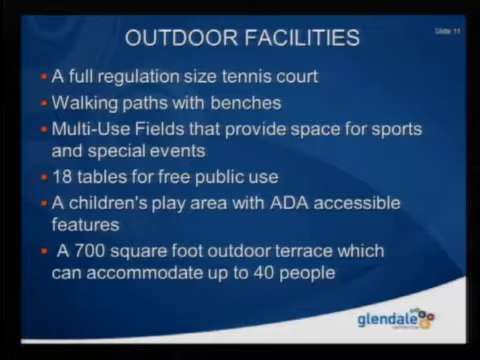 Slide 11
OUTDOOR FACILITIES
▪ A full regulation size tennis court
▪ Walking paths with benches
▪ Multi-Use Fields that provide space for sports
and special events
▪ 18 tables for free public use
▪ A children's play area with ADA accessible
features
▪ A 700 square foot outdoor terrace which
can accommodate up to 40 people
glendale